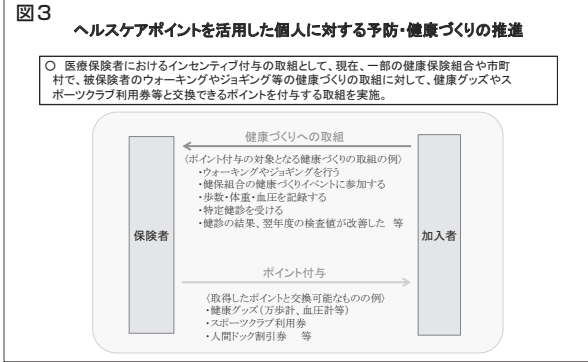 図3
ヘルスケアポイントを活用した個人に対する予防・健康づくりの推進
○ 医療保険者におけるインセンティブ付与の取組として、現在、一部の健康保険組合や市町
村で、被保険者のウォーキングやジョギング等の健康づくりの取組に対して、健康グッズやス
ポーツクラブ利用券等と交換できるポイントを付与する取組を実施。
健康づくりへの取組
〈ポイント付与の対象となる健康づくりの取組の例〉
・ウォーキングやジョギングを行う
・健保組合の健康づくりイベントに参加する
・歩数・体重・血圧を記録する
・特定健診を受ける
・健診の結果、翌年度の検査値が改善した 等
保険者
加入者
ポイント付与
〈取得したポイントと交換可能なものの例〉
・健康グッズ(万歩計、血圧計等)
・スポーツクラブ利用券
・人間ドック割引券 等